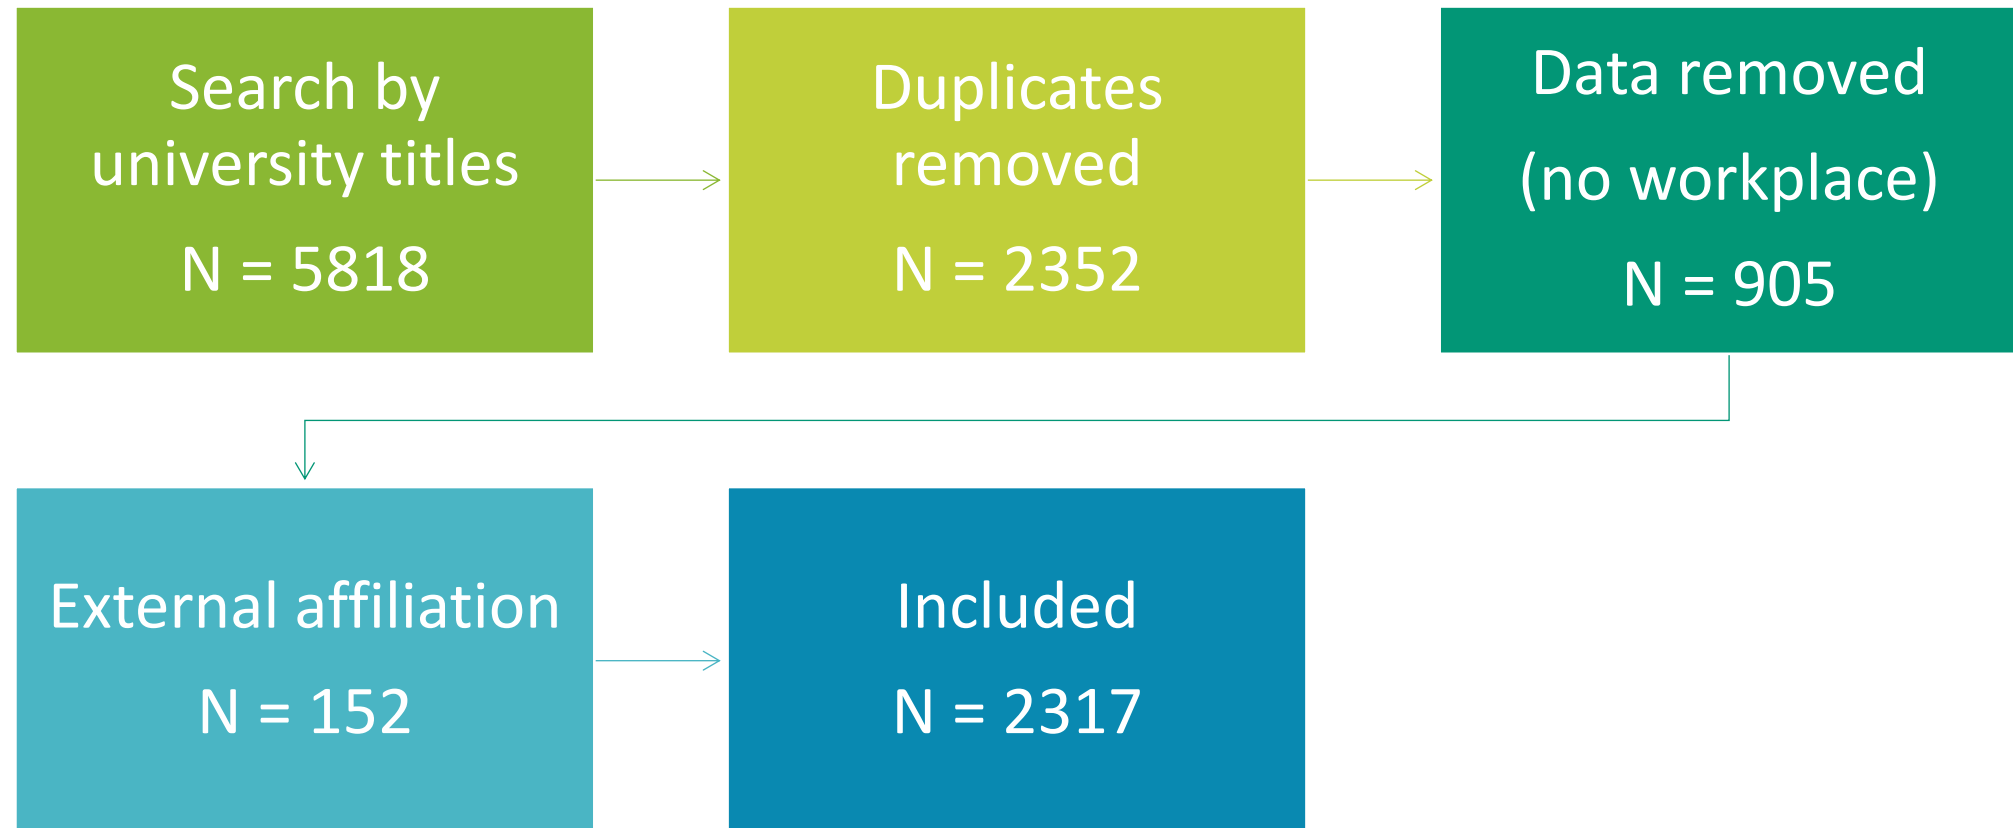 Search by
university titles
N = 5818
Duplicates
removed
N = 2352
Data removed
(no workplace)
N = 905
External affiliation
N = 152
Included
N = 2317